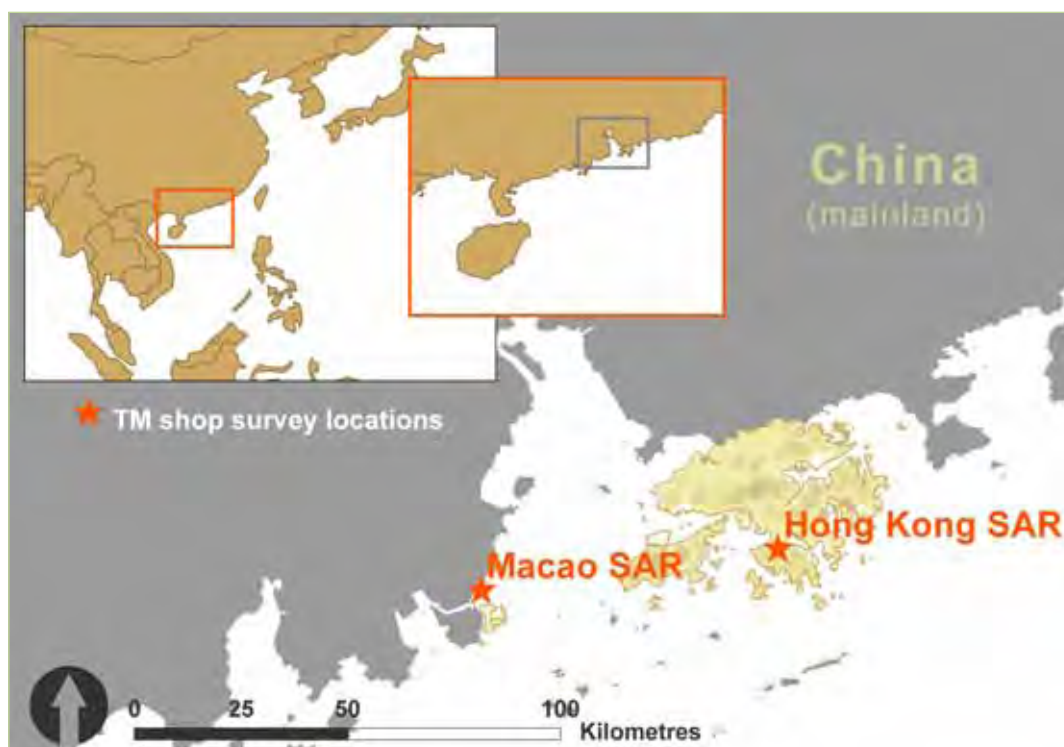 China
(mainland)
TM shop survey locations
Hong Kong SAR
Macao SAR
0 25 50 100
Kilometres